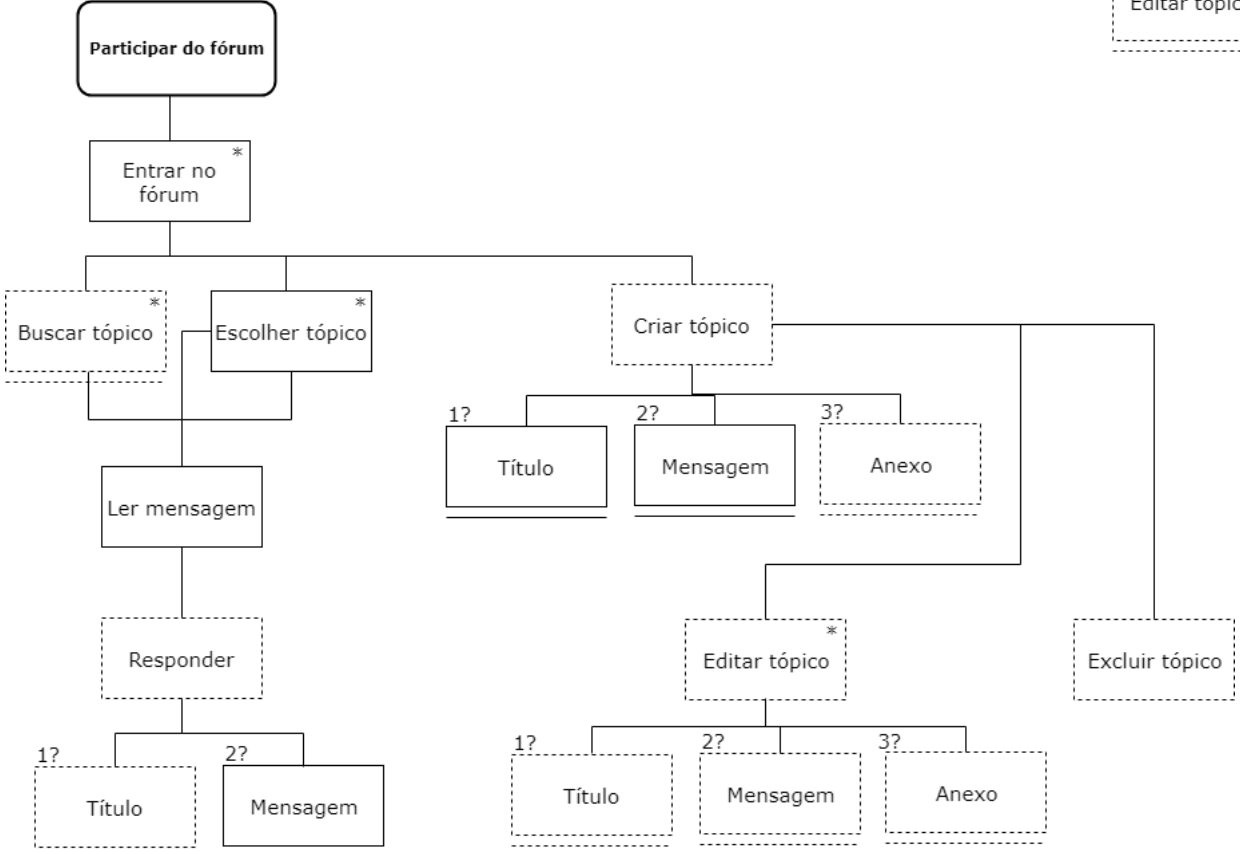 Editar tópic
Participar do fórum
*
Entrar no
fórum
*
Buscar tópico
*
Escolher tópico
Criar tópico
1?
Título
2?
Mensagem
3?
Anexo
Ler mensagem
Responder
*
Editar tópico
Excluir tópico
1?
Título
2?
Mensagem
1?
Título
2?
Mensagem
3?
Anexo